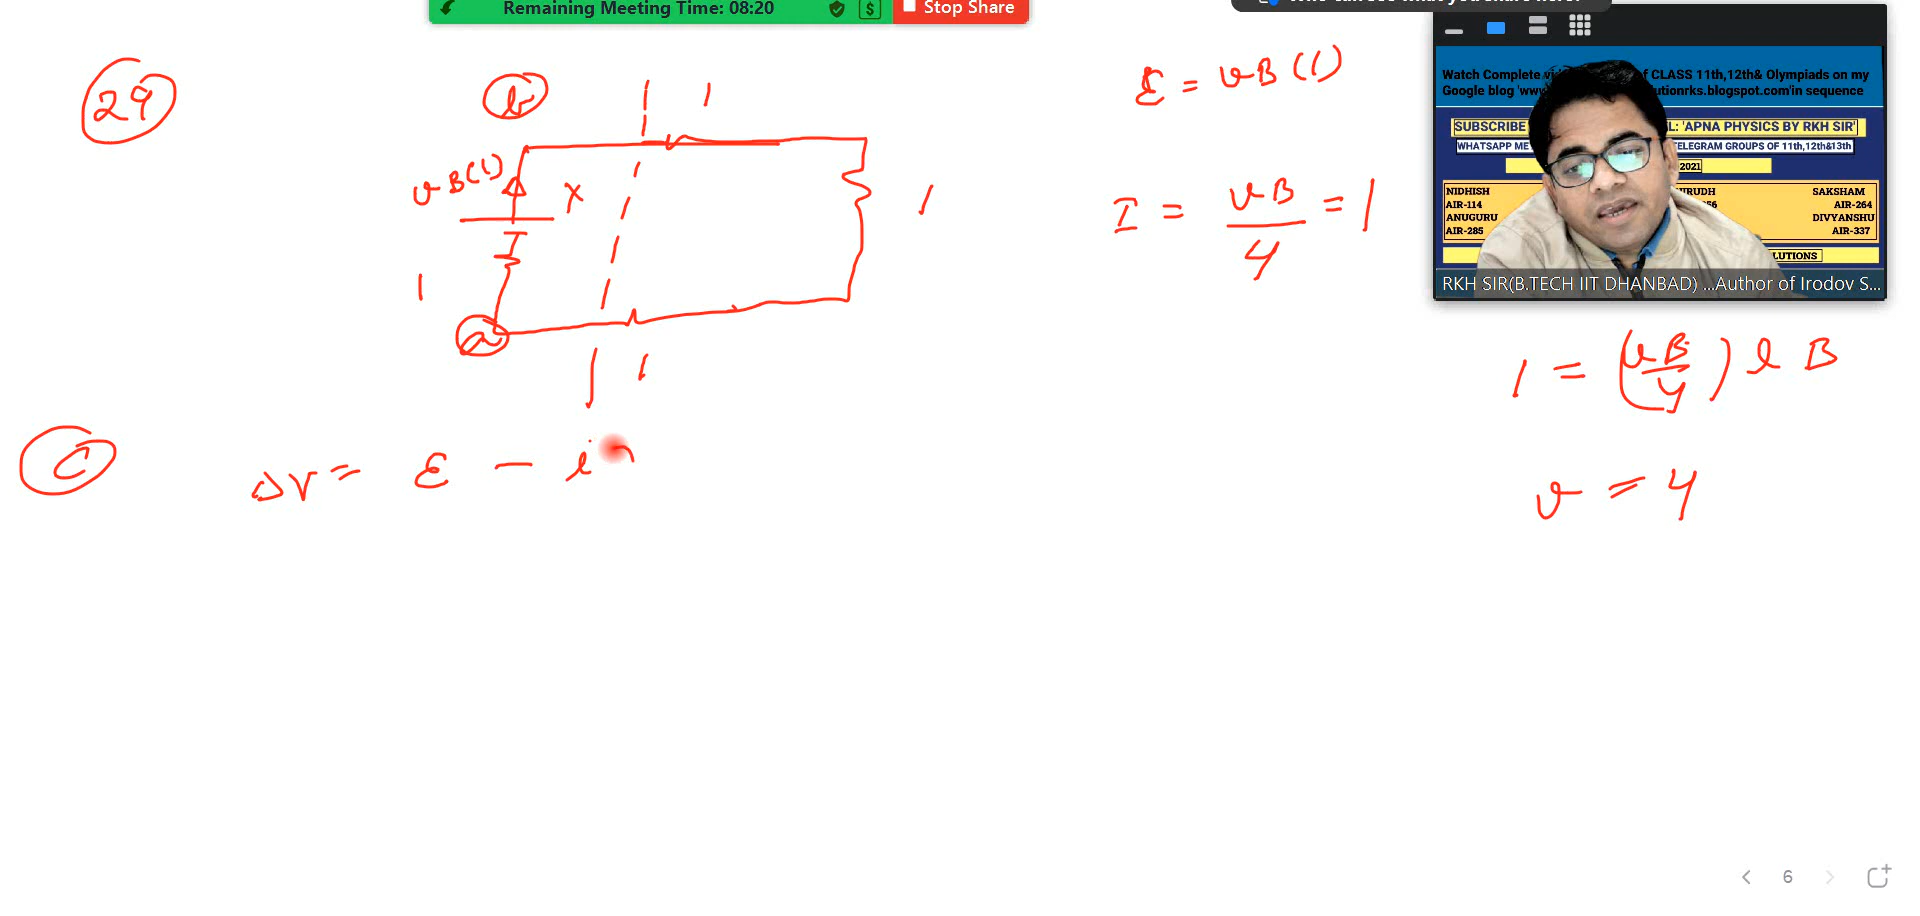 Remaining Meeting Time: 08:20
Stop Share
29
b
1
vB(1)
X
1
1
a
1
ε = vB(1)
I = vB/4 = 1
1 = (vB/4) l B
v = 4
C
ΔV = ε - ir
Watch Complete
f CLASS 11th,12th& Olympiads on my
Google blog 'www
utionrks.blogspot.com'in sequence
SUBSCRIBE
L: 'APNA PHYSICS BY RKH SIR'
WHATSAPP ME
ELEGRAM GROUPS OF 11th,12th&13th
2021
NIDHISH
RUDH
SAKSHAM
AIR-114
56
AIR-264
ANUGURU
DIVYANSHU
AIR-285
AIR-337
LUTIONS
RKH SIR(B.TECH IIT DHANBAD) ...Author of Irodov S...
6